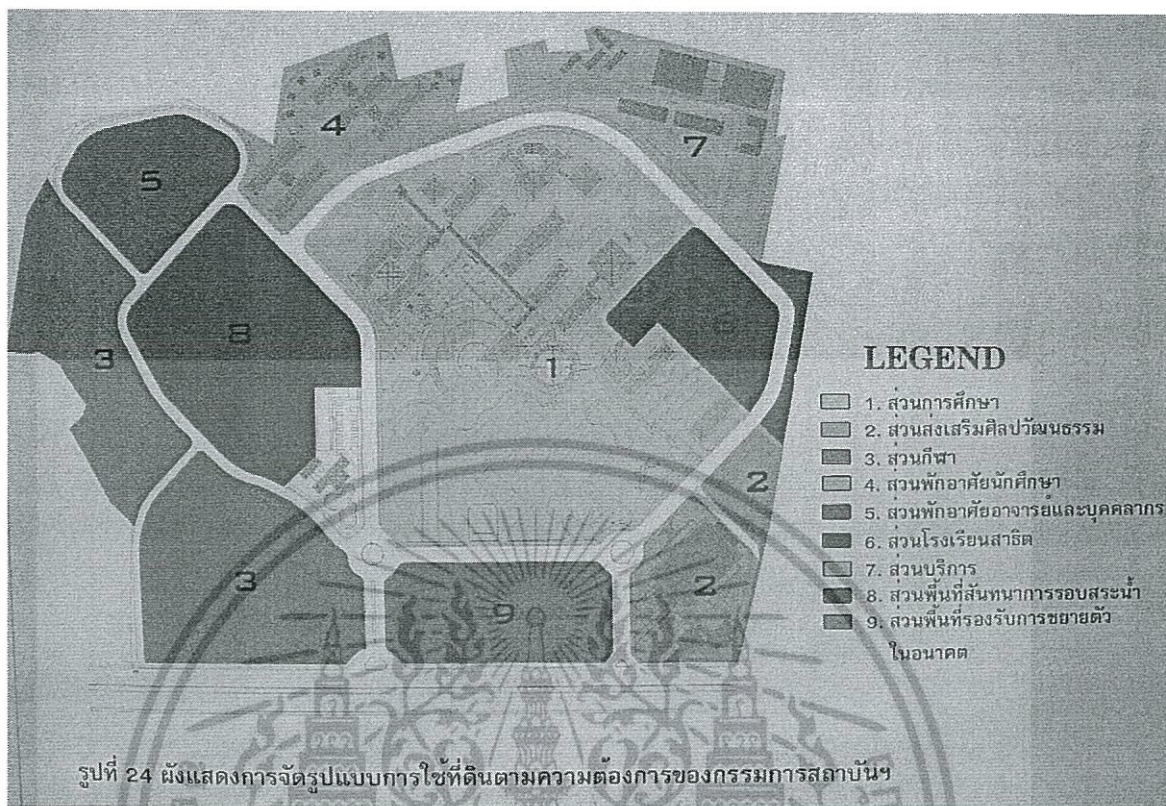 4
7
5
8
3
1
6
2
3
9
2
LEGEND
1. ส่วนการศึกษา
2. ส่วนส่งเสริมศิลปวัฒนธรรม
3. ส่วนกีฬา
4. ส่วนพักอาศัยนักศึกษา
5. ส่วนพักอาศัยอาจารย์และบุคคลากร
6. ส่วนโรงเรียนสาธิต
7. ส่วนบริการ
8. ส่วนพื้นที่สันทนาการรอบสระน้ำ
9. ส่วนพื้นที่รองรับการขยายตัว
ในอนาคต
รูปที่ 24 ผังแสดงการจัดรูปแบบการใช้ที่ดินตามความต้องการของกรรมการสถาบันฯ